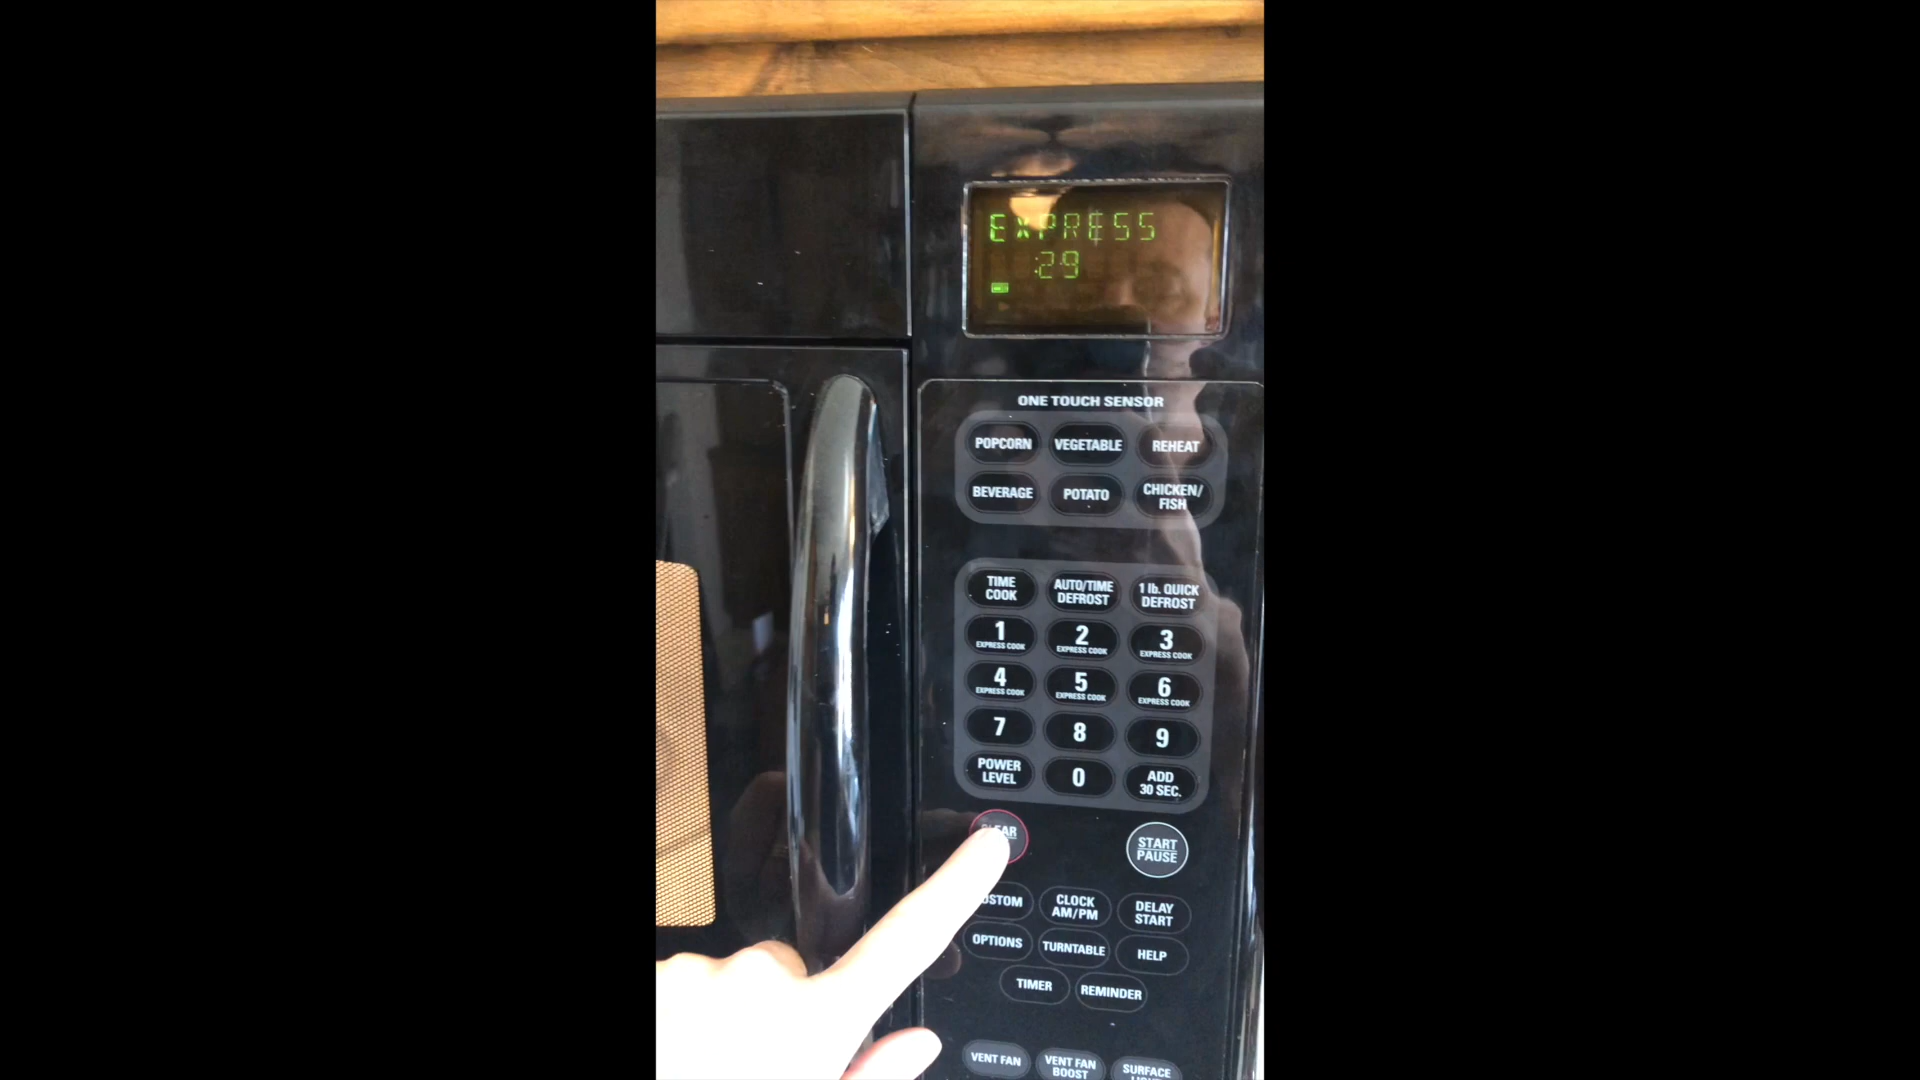 EXPRESS
:29
ONE TOUCH SENSOR
POPCORN
VEGETABLE
REHEAT
BEVERAGE
POTATO
CHICKEN/
FISH
TIME
COOK
AUTO/TIME
DEFROST
1 lb. QUICK
DEFROST
1
EXPRESS COOK
2
EXPRESS COOK
3
EXPRESS COOK
4
EXPRESS COOK
5
EXPRESS COOK
6
EXPRESS COOK
7
8
9
POWER
LEVEL
0
ADD
30 SEC.
CLEAR
START
PAUSE
CUSTOM
CLOCK
AM/PM
DELAY
START
OPTIONS
TURNTABLE
HELP
TIMER
REMINDER
VENT FAN
VENT FAN
BOOST
SURFACE